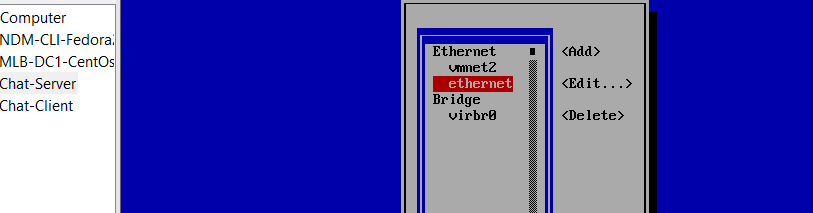 Computer
NDM-CLI-Fedora
MLB-DC1-CentOs
Chat-Server
Chat-Client
Ethernet
vmnet2
ethernet
Bridge
virbr0
<Add>
<Edit...>
<Delete>